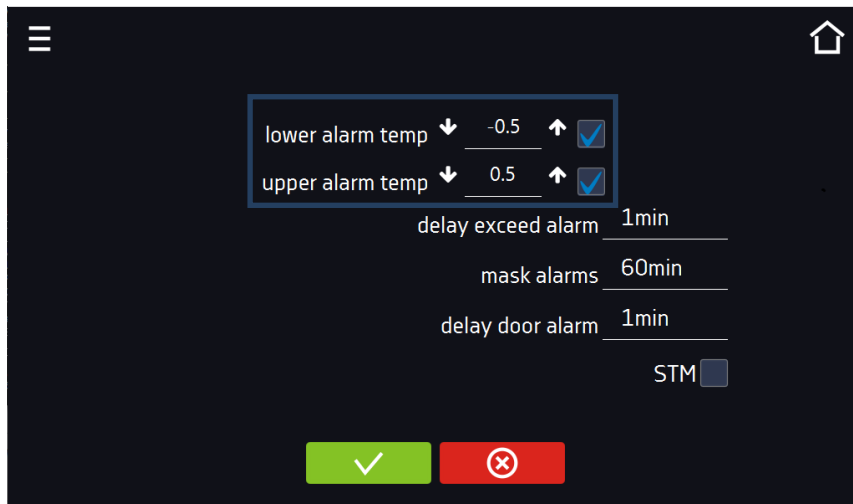 lower alarm temp -0.5
upper alarm temp 0.5
delay exceed alarm 1min
mask alarms 60min
delay door alarm 1min
STM